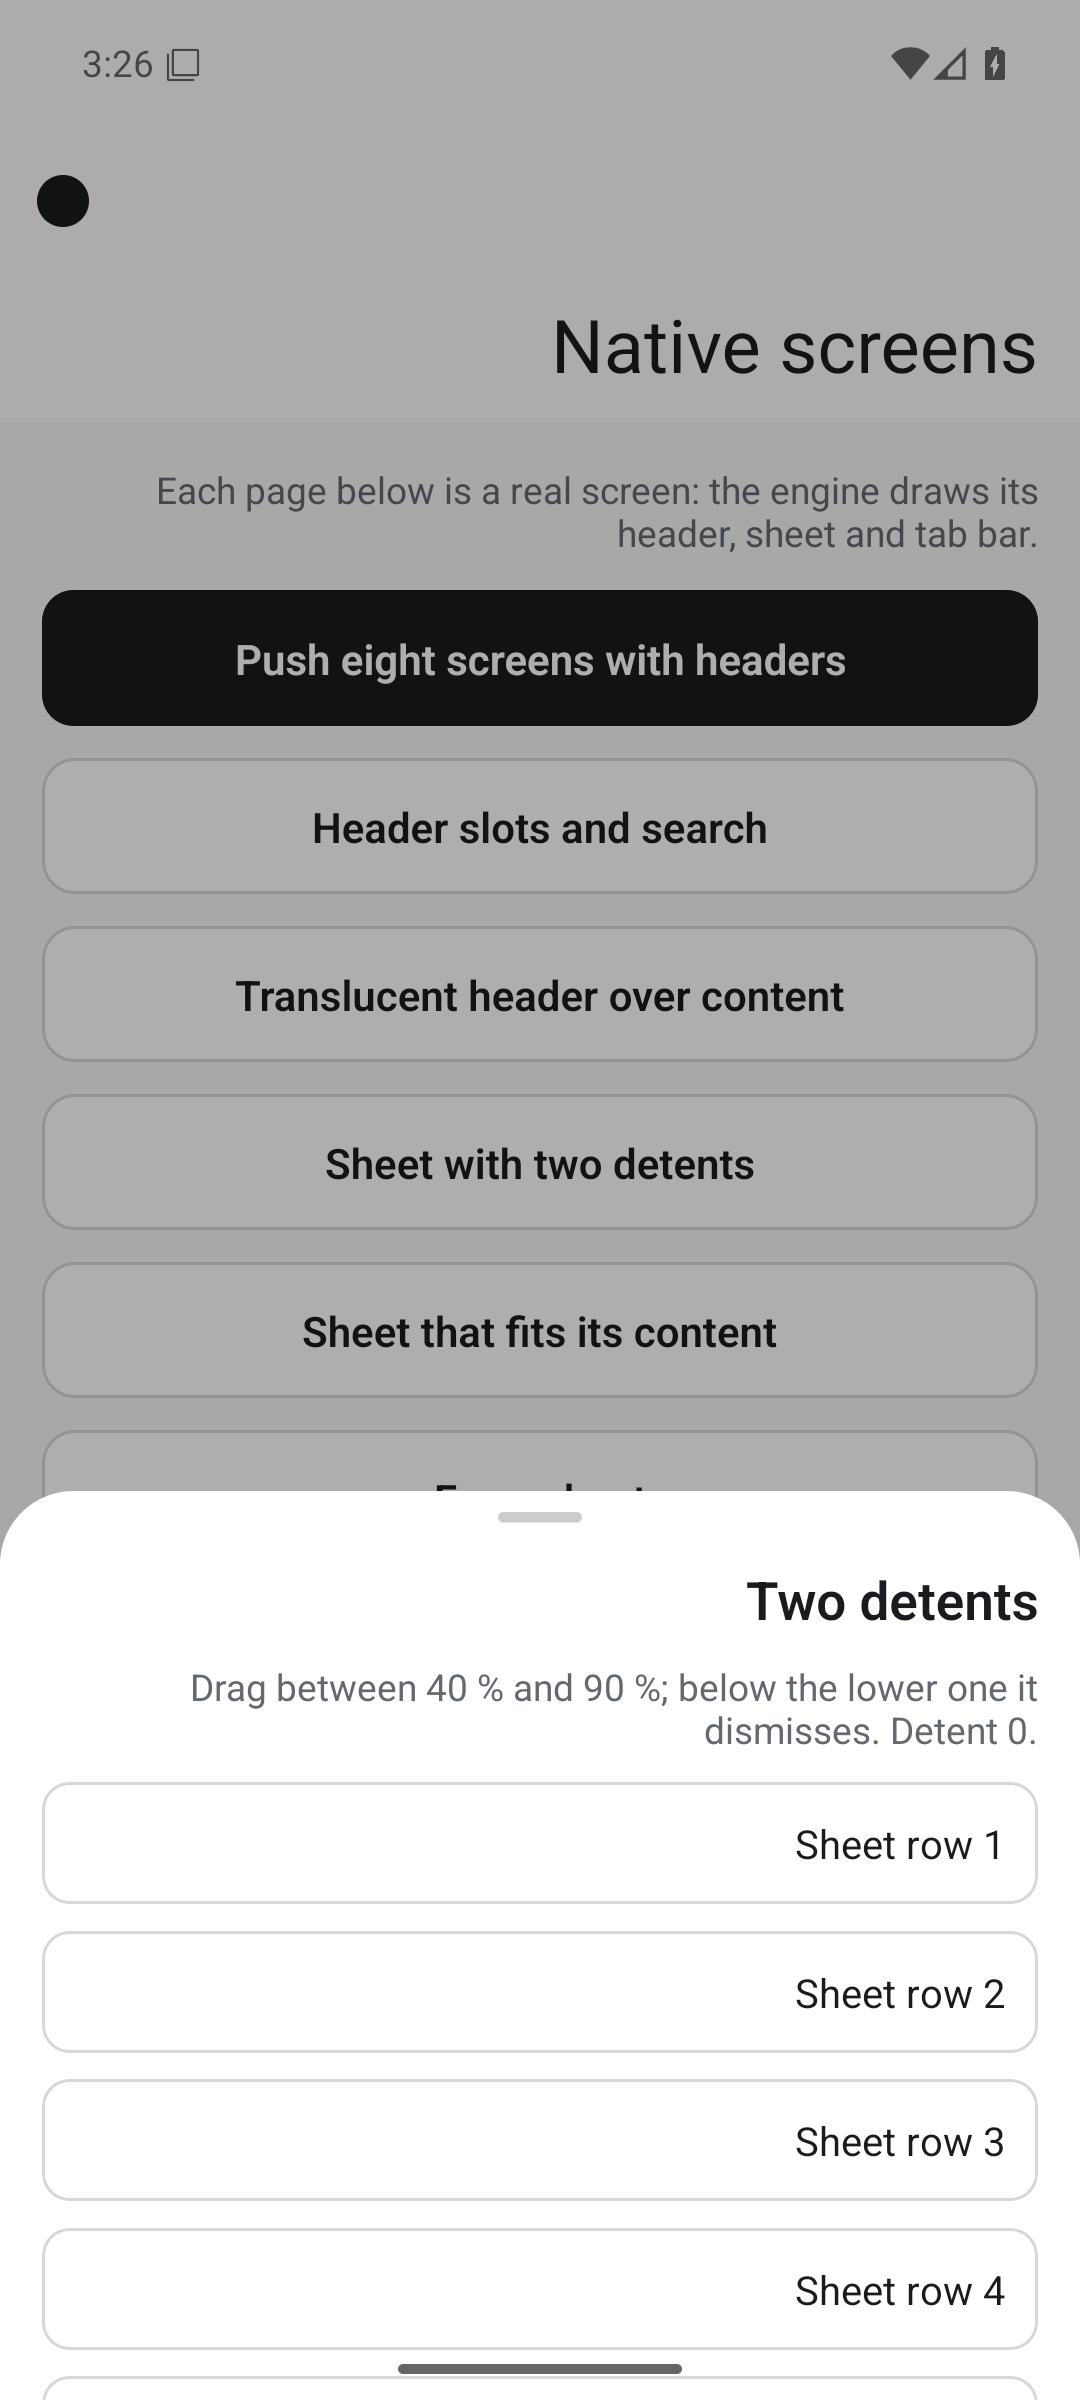 3:26
Native screens
Each page below is a real screen: the engine draws its
header, sheet and tab bar.
Push eight screens with headers
Header slots and search
Translucent header over content
Sheet with two detents
Sheet that fits its content
Two detents
Drag between 40 % and 90 %; below the lower one it
dismisses. Detent 0.
Sheet row 1
Sheet row 2
Sheet row 3
Sheet row 4